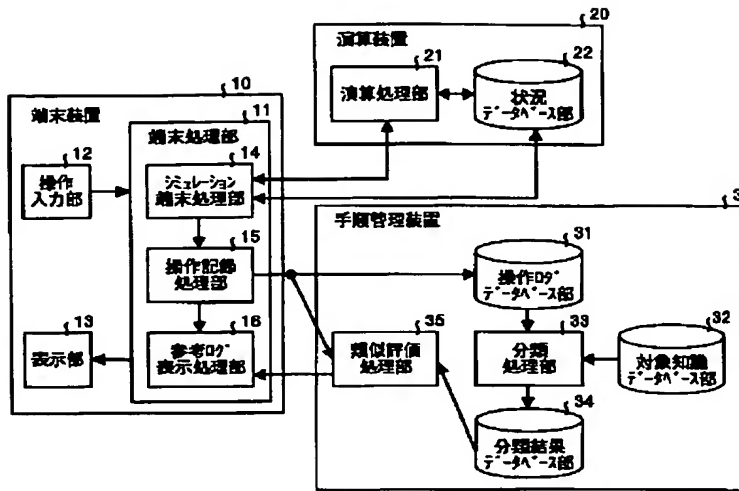 20
演算装置
21
22
演算処理部
状況
データベース部
10
端末装置
11
端末処理部
12
操作
入力部
14
シミュレーション
端末処理部
15
操作記録
処理部
13
表示部
16
参考ログ
表示処理部
3
手順管理装置
31
操作ログ
データベース部
35
類似評価
処理部
33
分類
処理部
32
対象知識
データベース部
34
分類結果
データベース部